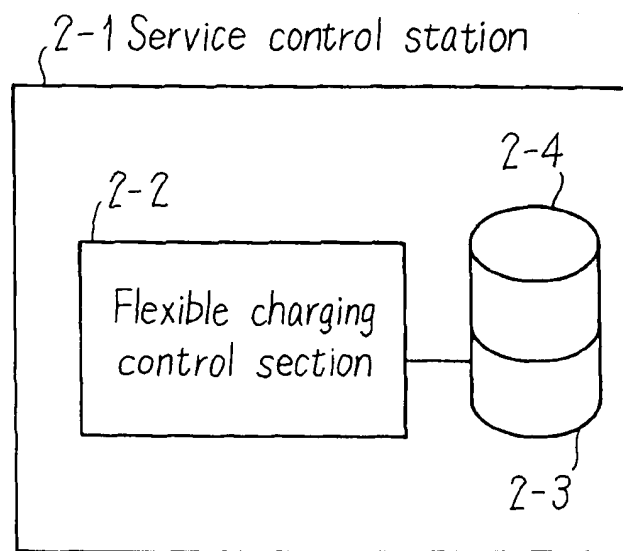 2-1 Service control station
2-4
2-2
Flexible charging
control section
2-3